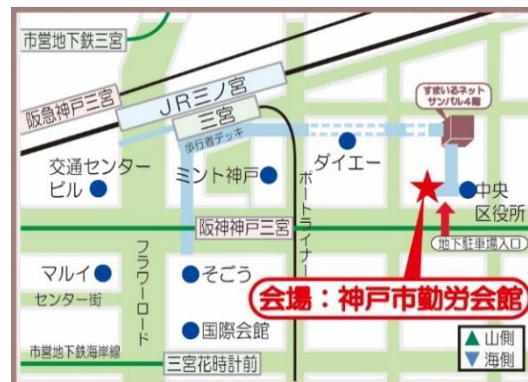 市営地下鉄三宮
阪急神戸三宮
JR三ノ宮
三宮
歩行者デッキ
すまいるネット
サンパル4階
交通センター
ビル
ミント神戸
ダイエー
中央
区役所
ポートライナー
阪神神戸三宮
地下駐車場入口
フラワーロード
マルイ
センター街
そごう
会場:神戸市勤労会館
国際会館
市営地下鉄海岸線
三宮花時計前
山側
海側